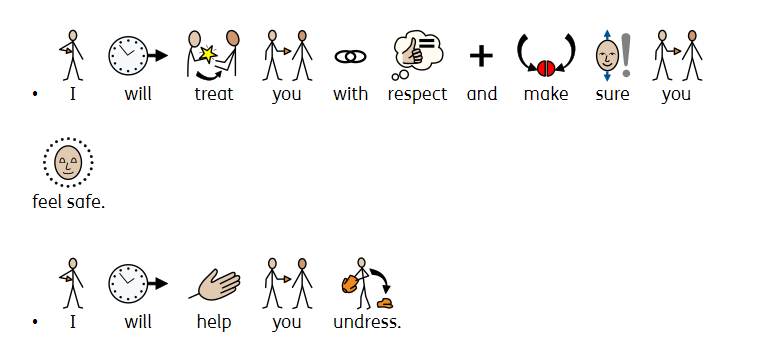 • I will treat you with respect and make sure you
feel safe.
• I will help you undress.